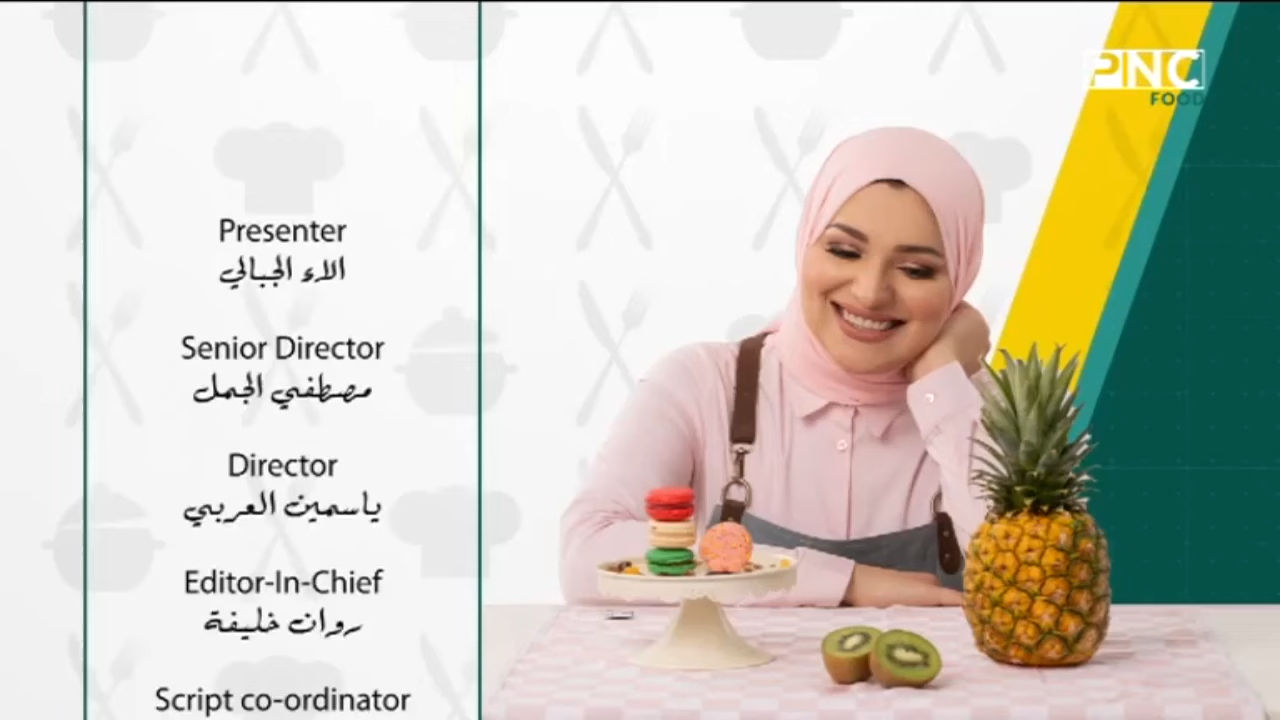 PNC
FOOD
Presenter
الاء الجبالي
Senior Director
مصطفي الجمل
Director
ياسمين العربي
Editor-In-Chief
روان خليفة
Script co-ordinator